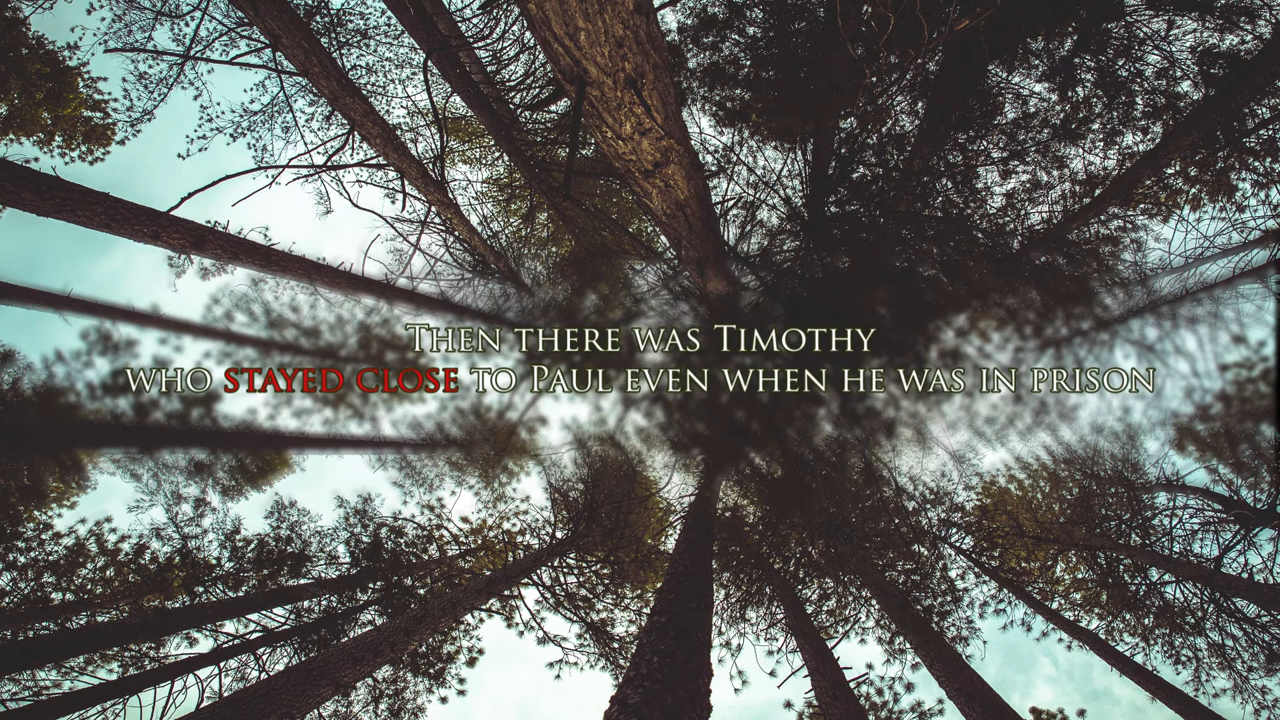 Then there was Timothy
who stayed close to Paul even when he was in prison